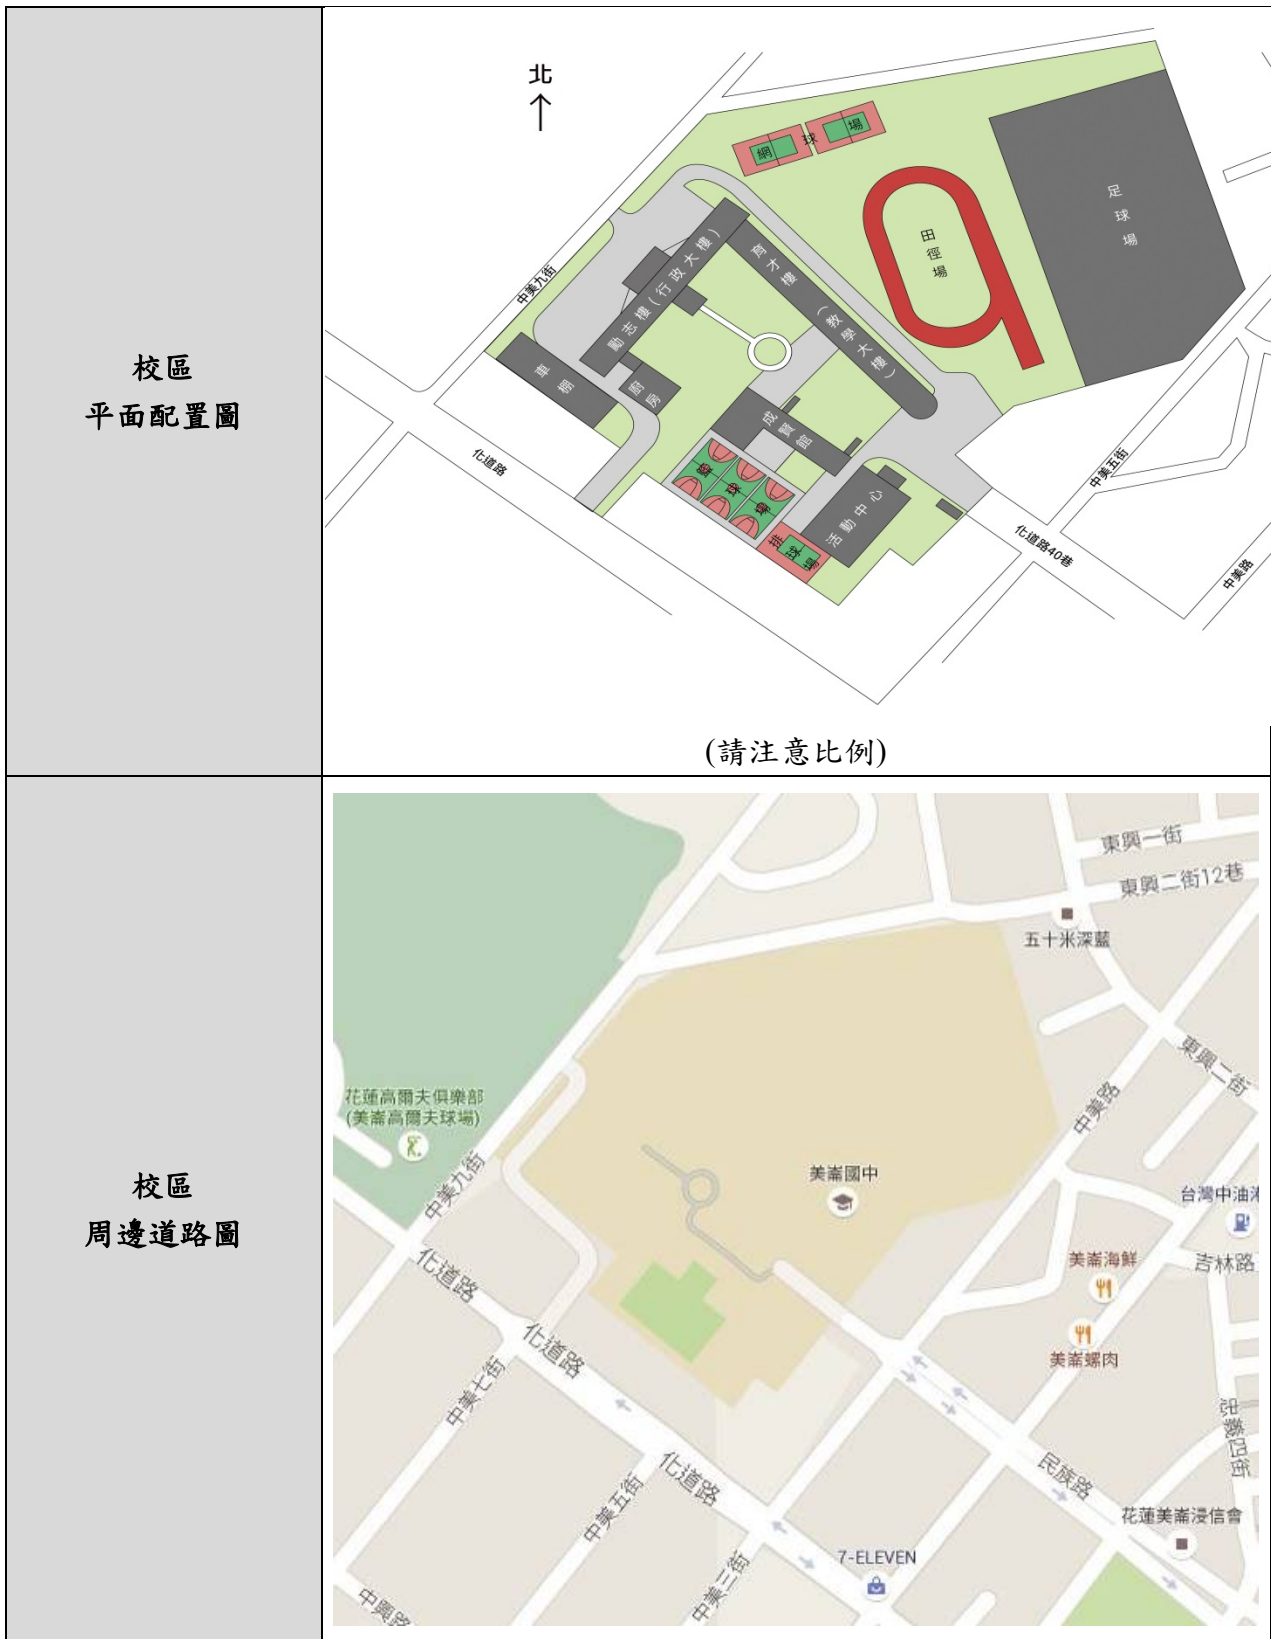 校區
平面配置圖
北
網球場
足球場
田徑場
育才樓(教學大樓)
勵志樓(行政大樓)
中美九街
車棚
廚房
成賢館
籃球場
活動中心
排球場
化道路
中美五街
化道路40巷
中美路
(請注意比例)
校區
周邊道路圖
東興一街
東興二街12巷
五十米深藍
東興二街
花蓮高爾夫俱樂部
(美崙高爾夫球場)
中美路
中美九街
美崙國中
台灣中油
吉林路
美崙海鮮
化道路
化道路
美崙螺肉
中美七街
忠義四街
化道路
民族路
中美五街
花蓮美崙浸信會
7-ELEVEN
中美三街
中興路